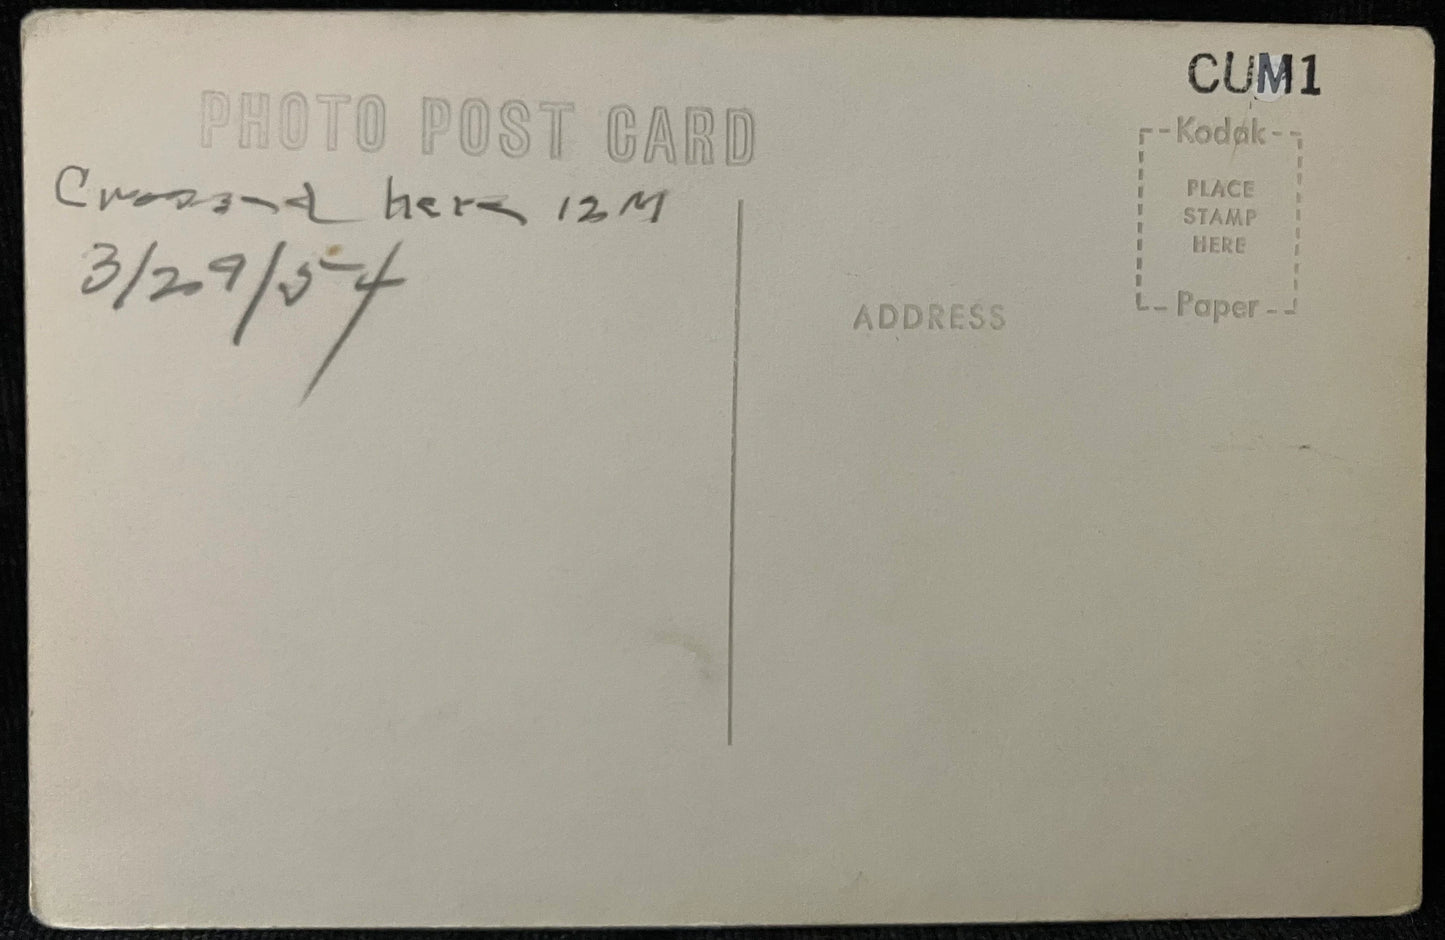 PHOTO POST CARD
Crossed here 12M
3/29/54
CUM1
Kodak
PLACE
STAMP
HERE
Paper
ADDRESS